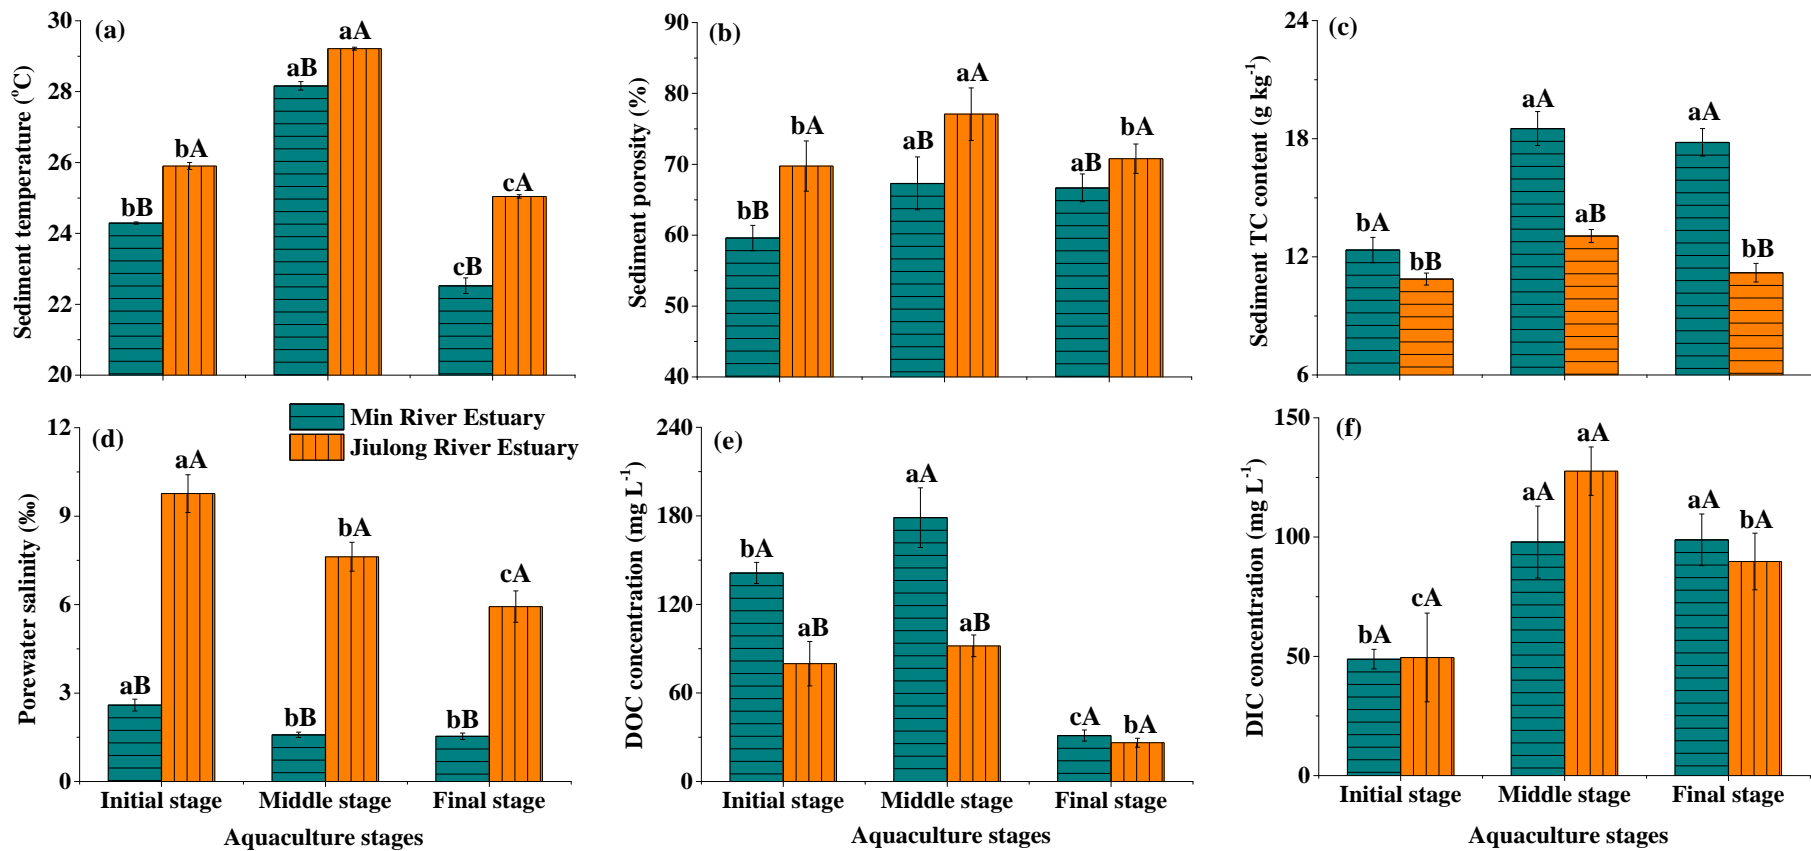 (a)
Sediment temperature (°C)
30
28
26
24
22
20
bB
bA
aB
aA
cB
cA
(b)
Sediment porosity (%)
90
80
70
60
50
40
bB
bA
aB
aA
aB
bA
(c)
Sediment TC content (g kg⁻¹)
24
18
12
6
bA
bB
aA
aB
aA
bB
(d)
Min River Estuary
Jiulong River Estuary
Porewater salinity (‰)
12
9
6
3
0
aB
aA
bB
bA
bB
cA
Initial stage
Middle stage
Final stage
Aquaculture stages
(e)
DOC concentration (mg L⁻¹)
240
180
120
60
0
bA
aB
aA
aB
cA
bA
Initial stage
Middle stage
Final stage
Aquaculture stages
(f)
DIC concentration (mg L⁻¹)
150
100
50
0
bA
cA
aA
aA
aA
bA
Initial stage
Middle stage
Final stage
Aquaculture stages